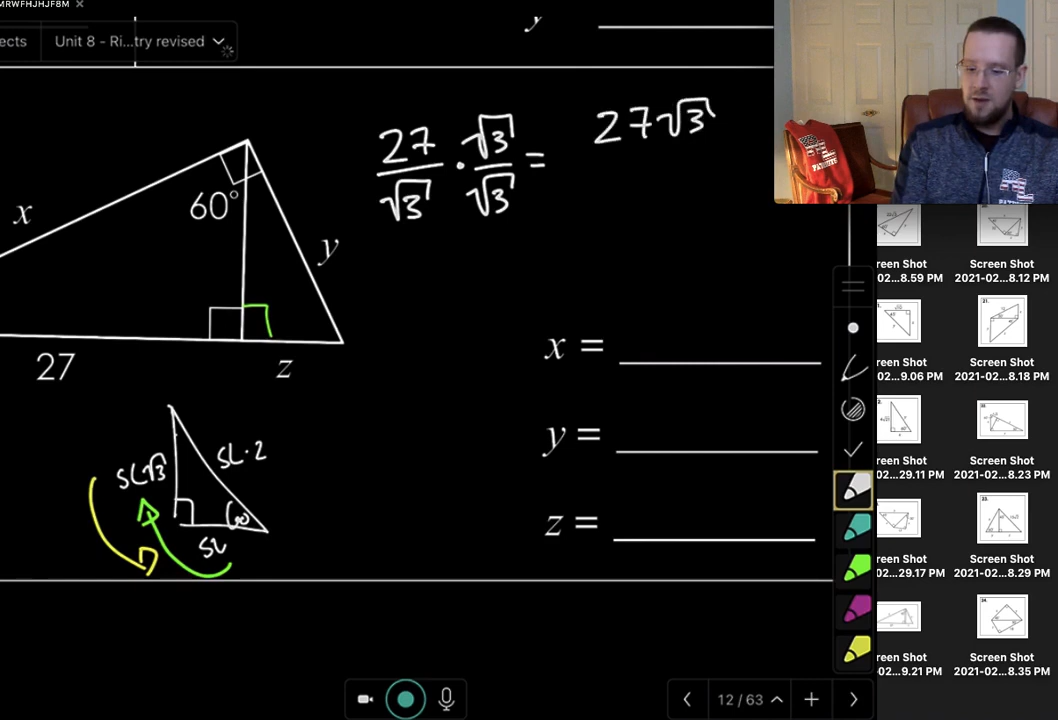 MRWFHJHJF8M ×
ects
Unit 8 - Ri...try revised
y
27/√3 · √3/√3 = 27√3
60°
x
y
27
z
x =
y =
z =
SL√3
SL·2
60
SL
reen Shot
...8.59 PM
Screen Shot
2021-02...8.12 PM
reen Shot
02...9.06 PM
Screen Shot
2021-02...8.18 PM
reen Shot
02...29.11 PM
Screen Shot
2021-02...8.23 PM
reen Shot
02...29.17 PM
Screen Shot
2021-02...8.29 PM
reen Shot
02...9.21 PM
Screen Shot
2021-02...8.35 PM
12 / 63